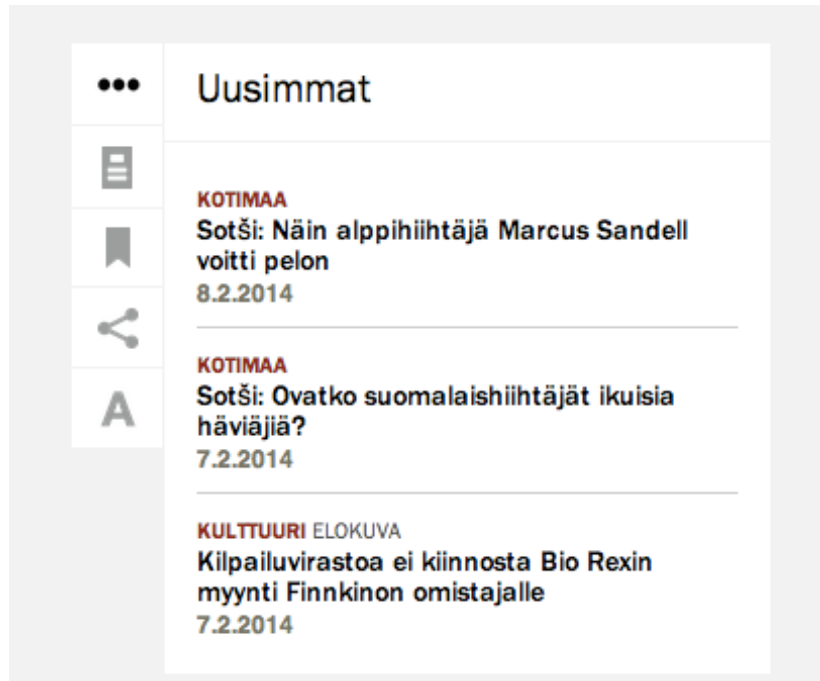 Uusimmat
KOTIMAA
Sotši: Näin alppihiihtäjä Marcus Sandell
voitti pelon
8.2.2014
KOTIMAA
Sotši: Ovatko suomalaishiihtäjät ikuisia
häviäjiä?
7.2.2014
KULTTUURI ELOKUVA
Kilpailuvirastoa ei kiinnosta Bio Rexin
myynti Finnkinon omistajalle
7.2.2014
A